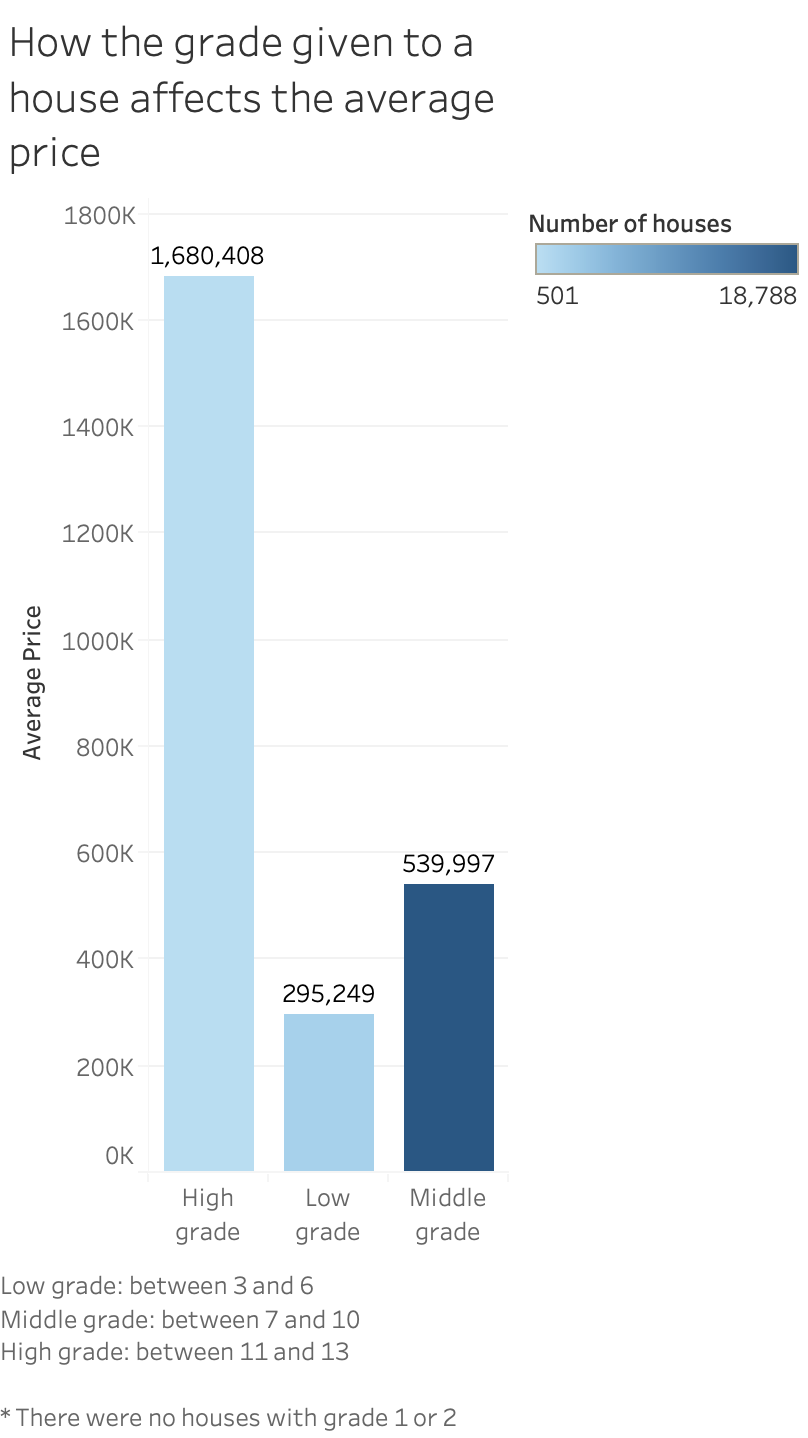 How the grade given to a
house affects the average
price
Number of houses
501 18,788
1800K
1,680,408
1600K
1400K
1200K
1000K
Average Price
800K
600K
539,997
400K
295,249
200K
0K
High grade
Low grade
Middle grade
Low grade: between 3 and 6
Middle grade: between 7 and 10
High grade: between 11 and 13
* There were no houses with grade 1 or 2